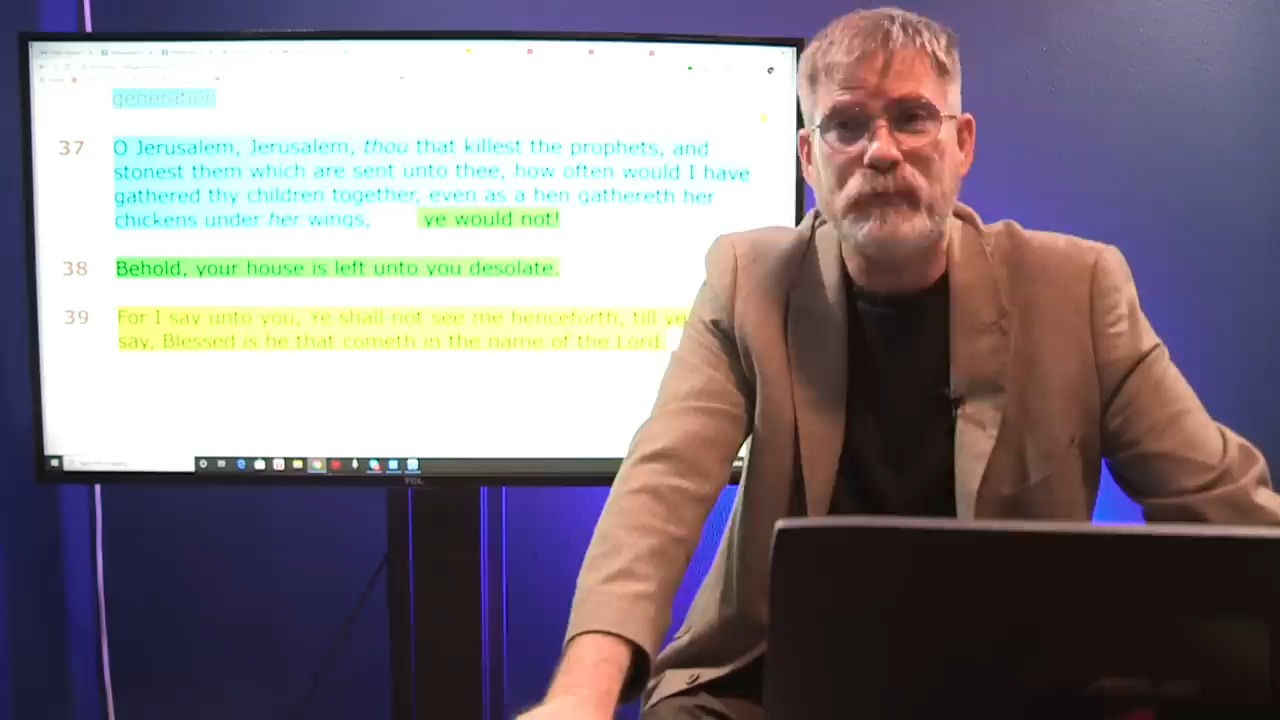 generation
37 O Jerusalem, Jerusalem, thou that killest the prophets, and
stonest them which are sent unto thee, how often would I have
gathered thy children together, even as a hen gathereth her
chickens under her wings, ye would not!
38 Behold, your house is left unto you desolate.
39 For I say unto you, Ye shall not see me henceforth, till ye
say, Blessed is he that cometh in the name of the Lord.
TCL